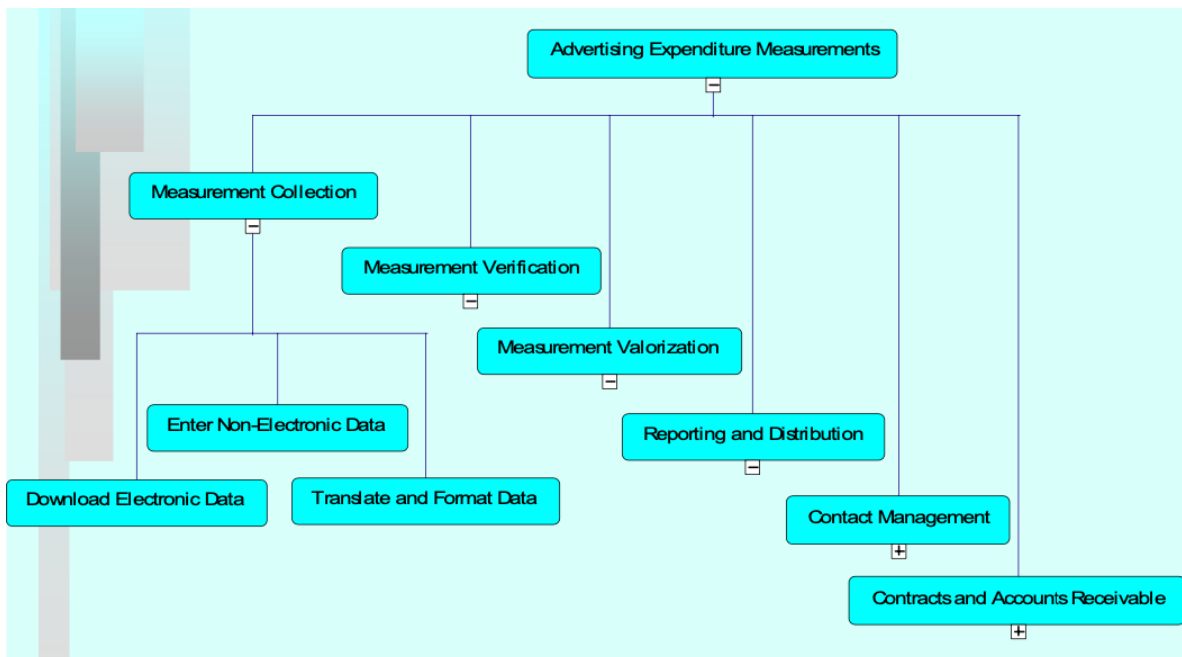 Advertising Expenditure Measurements
Measurement Collection
Measurement Verification
Measurement Valorization
Enter Non-Electronic Data
Reporting and Distribution
Download Electronic Data
Translate and Format Data
Contact Management
Contracts and Accounts Receivable